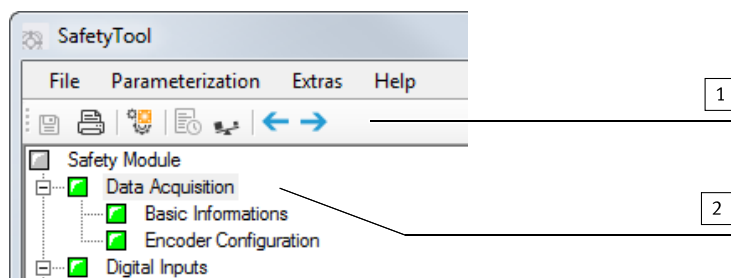 SafetyTool
File Parameterization Extras Help
1
Safety Module
Data Acquisition
2
Basic Informations
Encoder Configuration
Digital Inputs